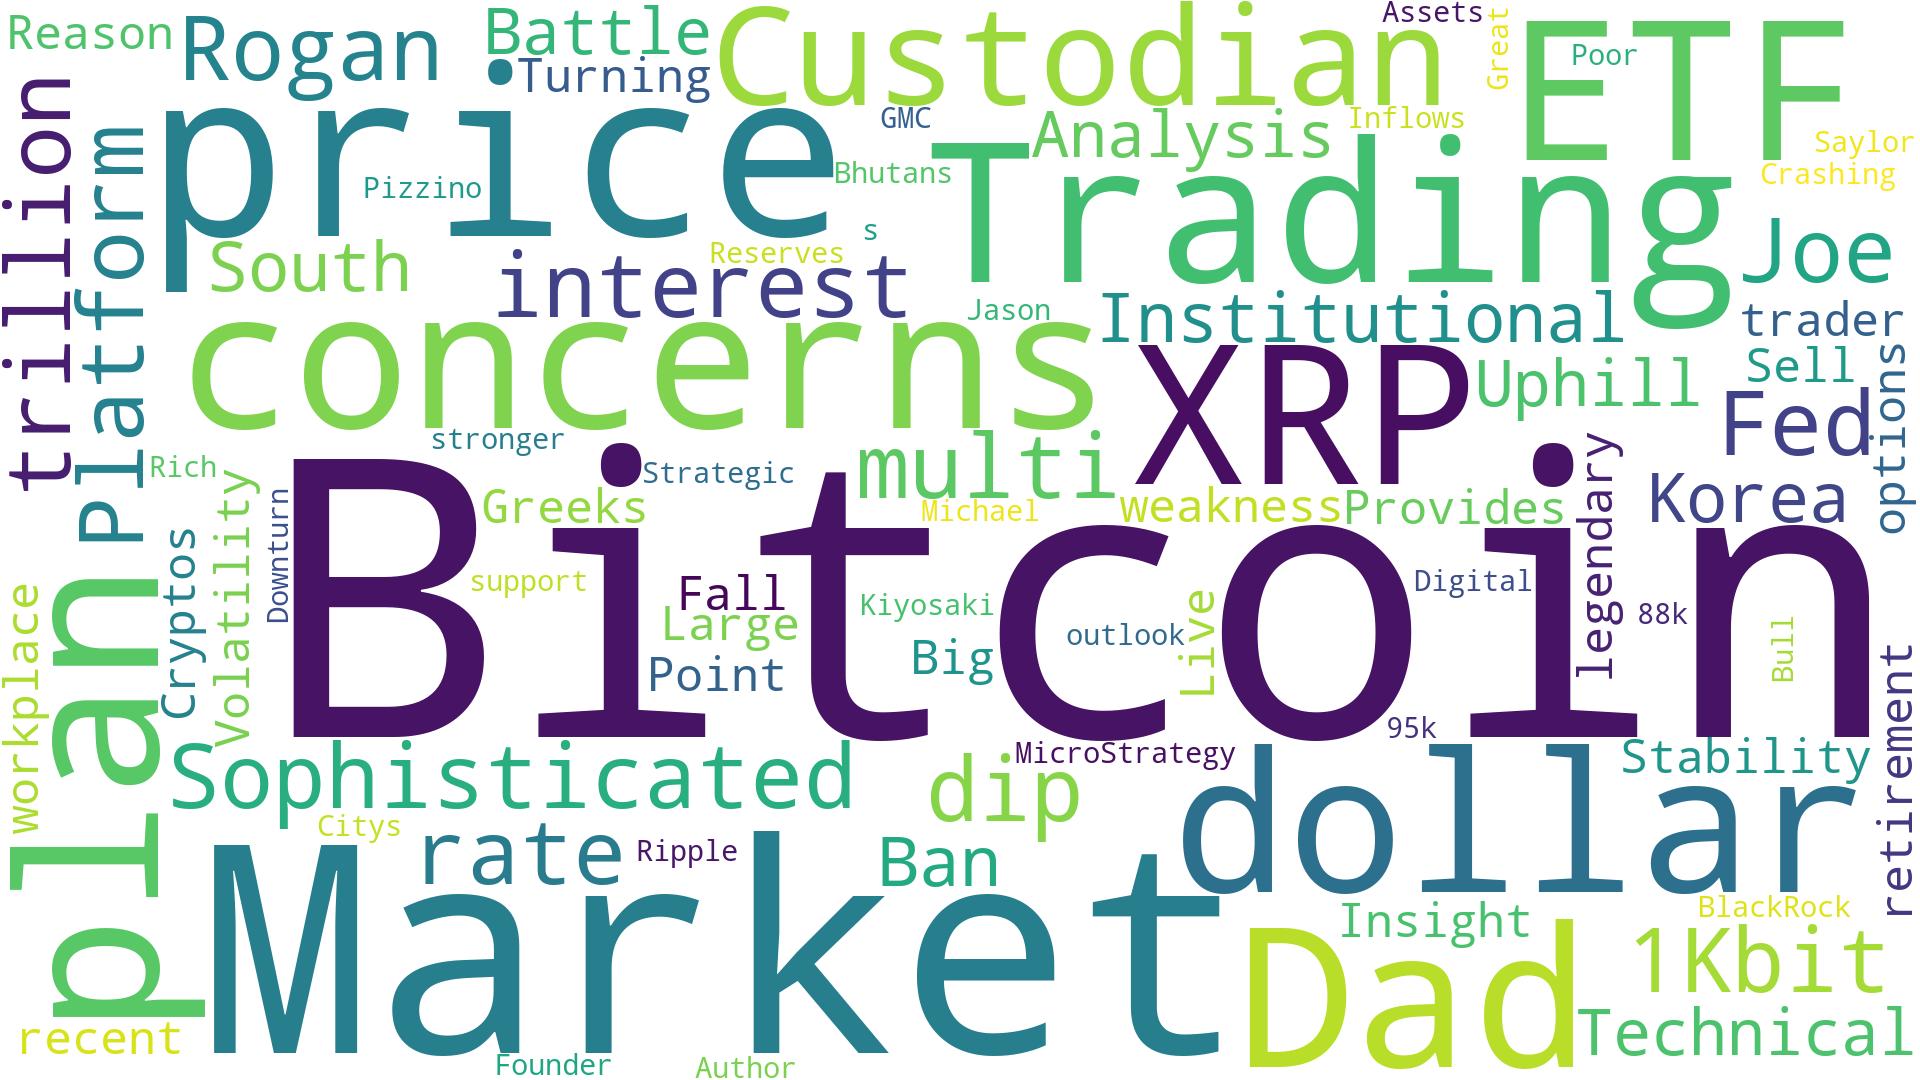 Reason
Rogan
Battle
Custodian
Assets
Great
ETF
Poor
Turning
trillion
Platform
price
GMC
Analysis
Inflows
Saylor
Crashing
Pizzino
Bhutans
Trading
South
interest
Reserves
s
Joe
Jason
Institutional
trader
concerns
XRP
Uphill
Sell
options
Fed
stronger
Rich
Strategic
multi
legendary
Korea
Volatility
Downturn
Greeks
Michael
weakness
Provides
Bitcoin
plan
Cryptos
workplace
support
Fall
Large
Kiyosaki
outlook
Live
Digital
88k
Bull
Point
Big
retirement
95k
Sophisticated
dip
MicroStrategy
dollar
Stability
Citys
rate
Ripple
Ban
Market
Insight
BlackRock
Dad
1Kbit
recent
Technical
Founder
Author